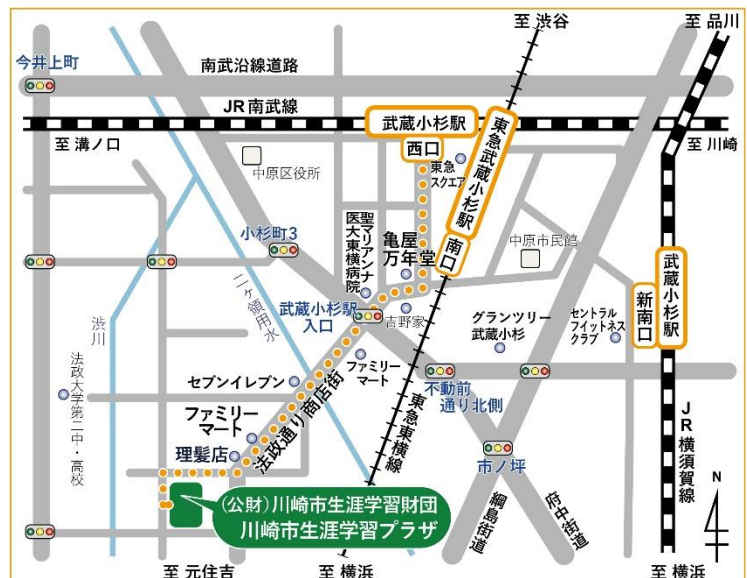 至 渋谷
至 品川
今井上町
南武沿線道路
JR南武線
武蔵小杉駅
西口
至 溝ノ口
至 川崎
東急
スクエア
東急武蔵小杉駅
南口
中原区役所
小杉町3
聖マリアンナ
医大東横病院
亀屋
万年堂
中原市民館
武蔵小杉駅
新南口
二ヶ領用水
渋川
武蔵小杉駅
入口
吉野家
グランツリー
武蔵小杉
セントラル
フイットネス
クラブ
法政大学第二中・高校
セブンイレブン
ファミリー
マート
不動前
通り北側
法政通り商店街
ファミリー
マート
理髪店
東急東横線
市ノ坪
JR横須賀線
N
(公財)川崎市生涯学習財団
川崎市生涯学習プラザ
綱島街道
府中街道
至 元住吉
至 横浜
至 横浜